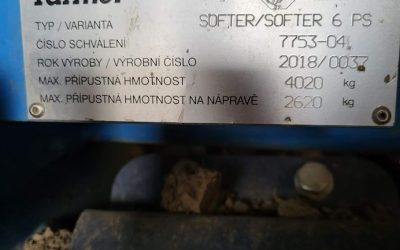 Farmet
TYP / VARIANTA SOFTER/SOFTER 6 PS
ČÍSLO SCHVÁLENÍ 7753-04
ROK VÝROBY / VÝROBNÍ ČÍSLO 2018/0037
MAX. PŘÍPUSTNÁ HMOTNOST 4020 kg
MAX. PŘÍPUSTNÁ HMOTNOST NA NÁPRAVĚ 2620 kg